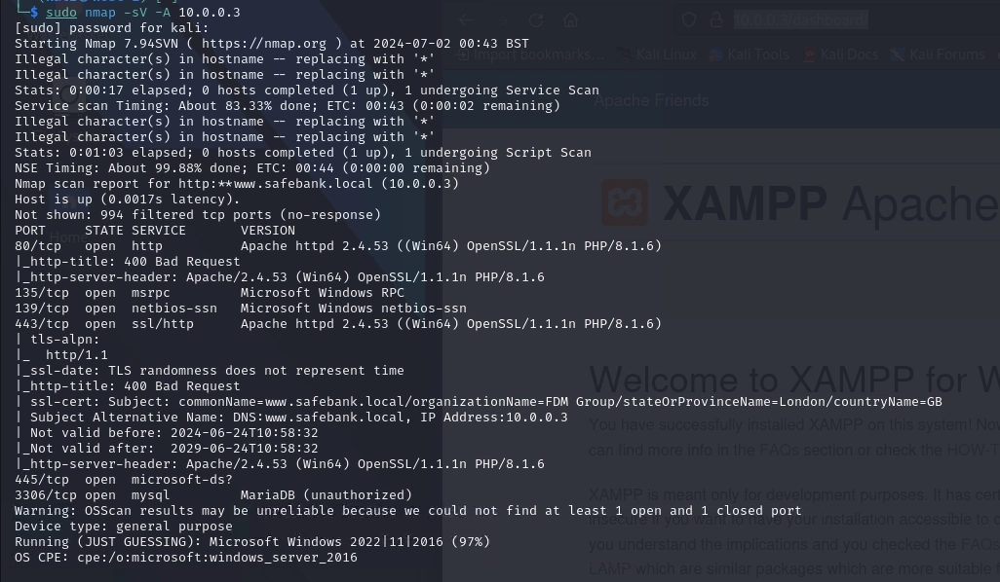 └─$ sudo nmap -sV -A 10.0.0.3
[sudo] password for kali:
Starting Nmap 7.94SVN ( https://nmap.org ) at 2024-07-02 00:43 BST
Illegal character(s) in hostname -- replacing with '*'
Illegal character(s) in hostname -- replacing with '*'
Stats: 0:00:17 elapsed; 0 hosts completed (1 up), 1 undergoing Service Scan
Service scan Timing: About 83.33% done; ETC: 00:43 (0:00:02 remaining)
Illegal character(s) in hostname -- replacing with '*'
Illegal character(s) in hostname -- replacing with '*'
Stats: 0:01:03 elapsed; 0 hosts completed (1 up), 1 undergoing Script Scan
NSE Timing: About 99.88% done; ETC: 00:44 (0:00:00 remaining)
Nmap scan report for http:**www.safebank.local (10.0.0.3)
Host is up (0.0017s latency).
Not shown: 994 filtered tcp ports (no-response)
PORT     STATE SERVICE       VERSION
80/tcp   open  http          Apache httpd 2.4.53 ((Win64) OpenSSL/1.1.1n PHP/8.1.6)
|_http-title: 400 Bad Request
|_http-server-header: Apache/2.4.53 (Win64) OpenSSL/1.1.1n PHP/8.1.6
135/tcp  open  msrpc         Microsoft Windows RPC
139/tcp  open  netbios-ssn   Microsoft Windows netbios-ssn
443/tcp  open  ssl/http      Apache httpd 2.4.53 ((Win64) OpenSSL/1.1.1n PHP/8.1.6)
| tls-alpn:
|_  http/1.1
|_ssl-date: TLS randomness does not represent time
|_http-title: 400 Bad Request
| ssl-cert: Subject: commonName=www.safebank.local/organizationName=FDM Group/stateOrProvinceName=London/countryName=GB
| Subject Alternative Name: DNS:www.safebank.local, IP Address:10.0.0.3
| Not valid before: 2024-06-24T10:58:32
|_Not valid after:  2029-06-24T10:58:32
|_http-server-header: Apache/2.4.53 (Win64) OpenSSL/1.1.1n PHP/8.1.6
445/tcp  open  microsoft-ds?
3306/tcp open  mysql         MariaDB (unauthorized)
Warning: OSScan results may be unreliable because we could not find at least 1 open and 1 closed port
Device type: general purpose
Running (JUST GUESSING): Microsoft Windows 2022|11|2016 (97%)
OS CPE: cpe:/o:microsoft:windows_server_2016
10.0.0.3/dashboard
Import bookmarks... Kali Linux Kali Tools Kali Docs Kali Forums
Apache Friends
XAMPP Apache
Home
Welcome to XAMPP for
You have successfully installed XAMPP on this system! Now
can find more info in the FAQs section or check the HOW-T
XAMPP is meant only for development purposes. It has
insecure if you want to have your installation accessible to
you understand the implications and you checked the FAQs
LAMP which are similar packages which are more suitable